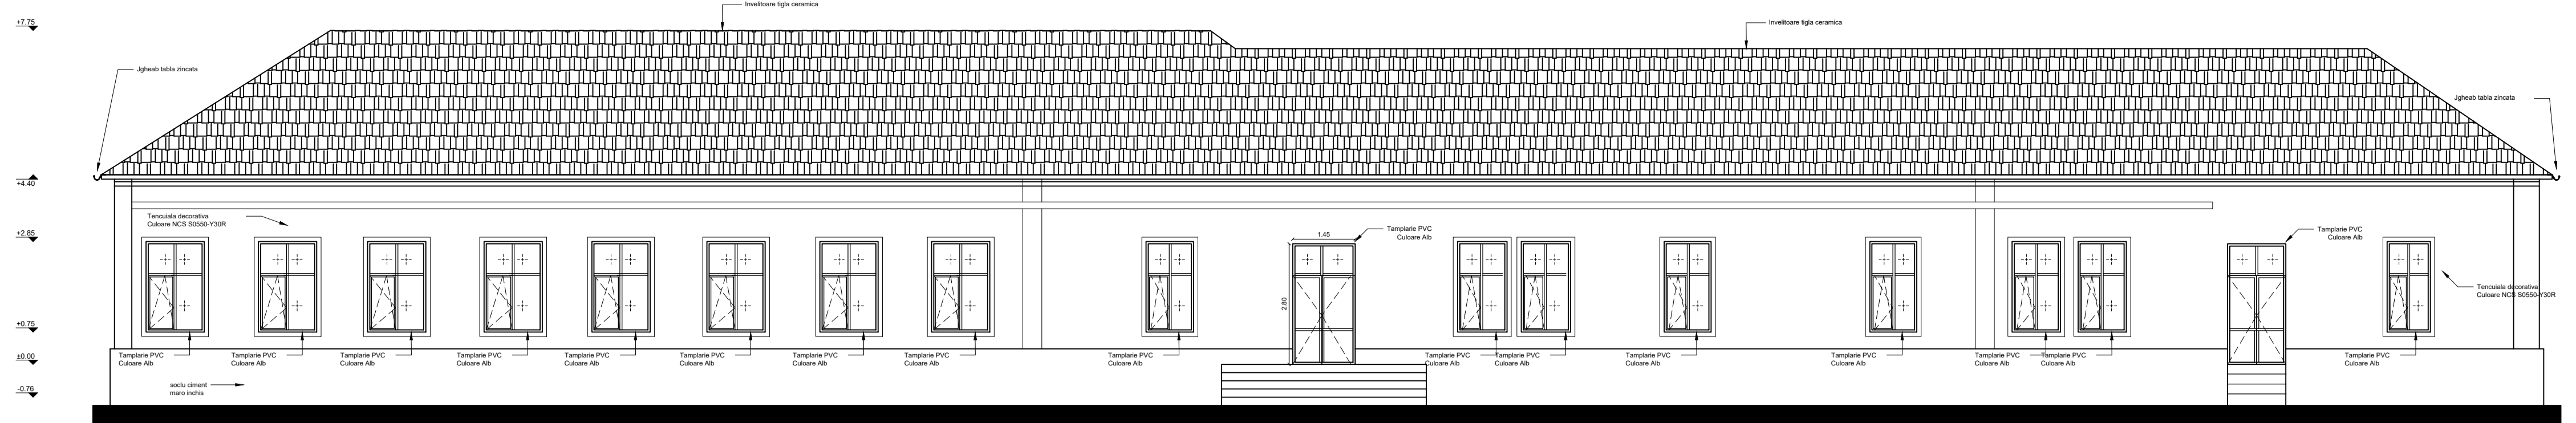 Invelitoare tigla ceramica
+7.75
Invelitoare tigla ceramica
Jgheab tabla zincata
Jgheab tabla zincata
+4.40
Tencuiala decorativa
Culoare NCS S0550-Y30R
+2.85
1.45
Tamplarie PVC
Culoare Alb
Tamplarie PVC
Culoare Alb
2.80
Tencuiala decorativa
Culoare NCS S0550-Y30R
+0.75
±0.00
Tamplarie PVC
Culoare Alb
Tamplarie PVC
Culoare Alb
Tamplarie PVC
Culoare Alb
Tamplarie PVC
Culoare Alb
Tamplarie PVC
Culoare Alb
Tamplarie PVC
Culoare Alb
Tamplarie PVC
Culoare Alb
Tamplarie PVC
Culoare Alb
Tamplarie PVC
Culoare Alb
Tamplarie PVC
Culoare Alb
Tamplarie PVC
Culoare Alb
Tamplarie PVC
Culoare Alb
Tamplarie PVC
Culoare Alb
Tamplarie PVC
Culoare Alb
Tamplarie PVC
Culoare Alb
Tamplarie PVC
Culoare Alb
-0.76
soclu ciment
maro inchis